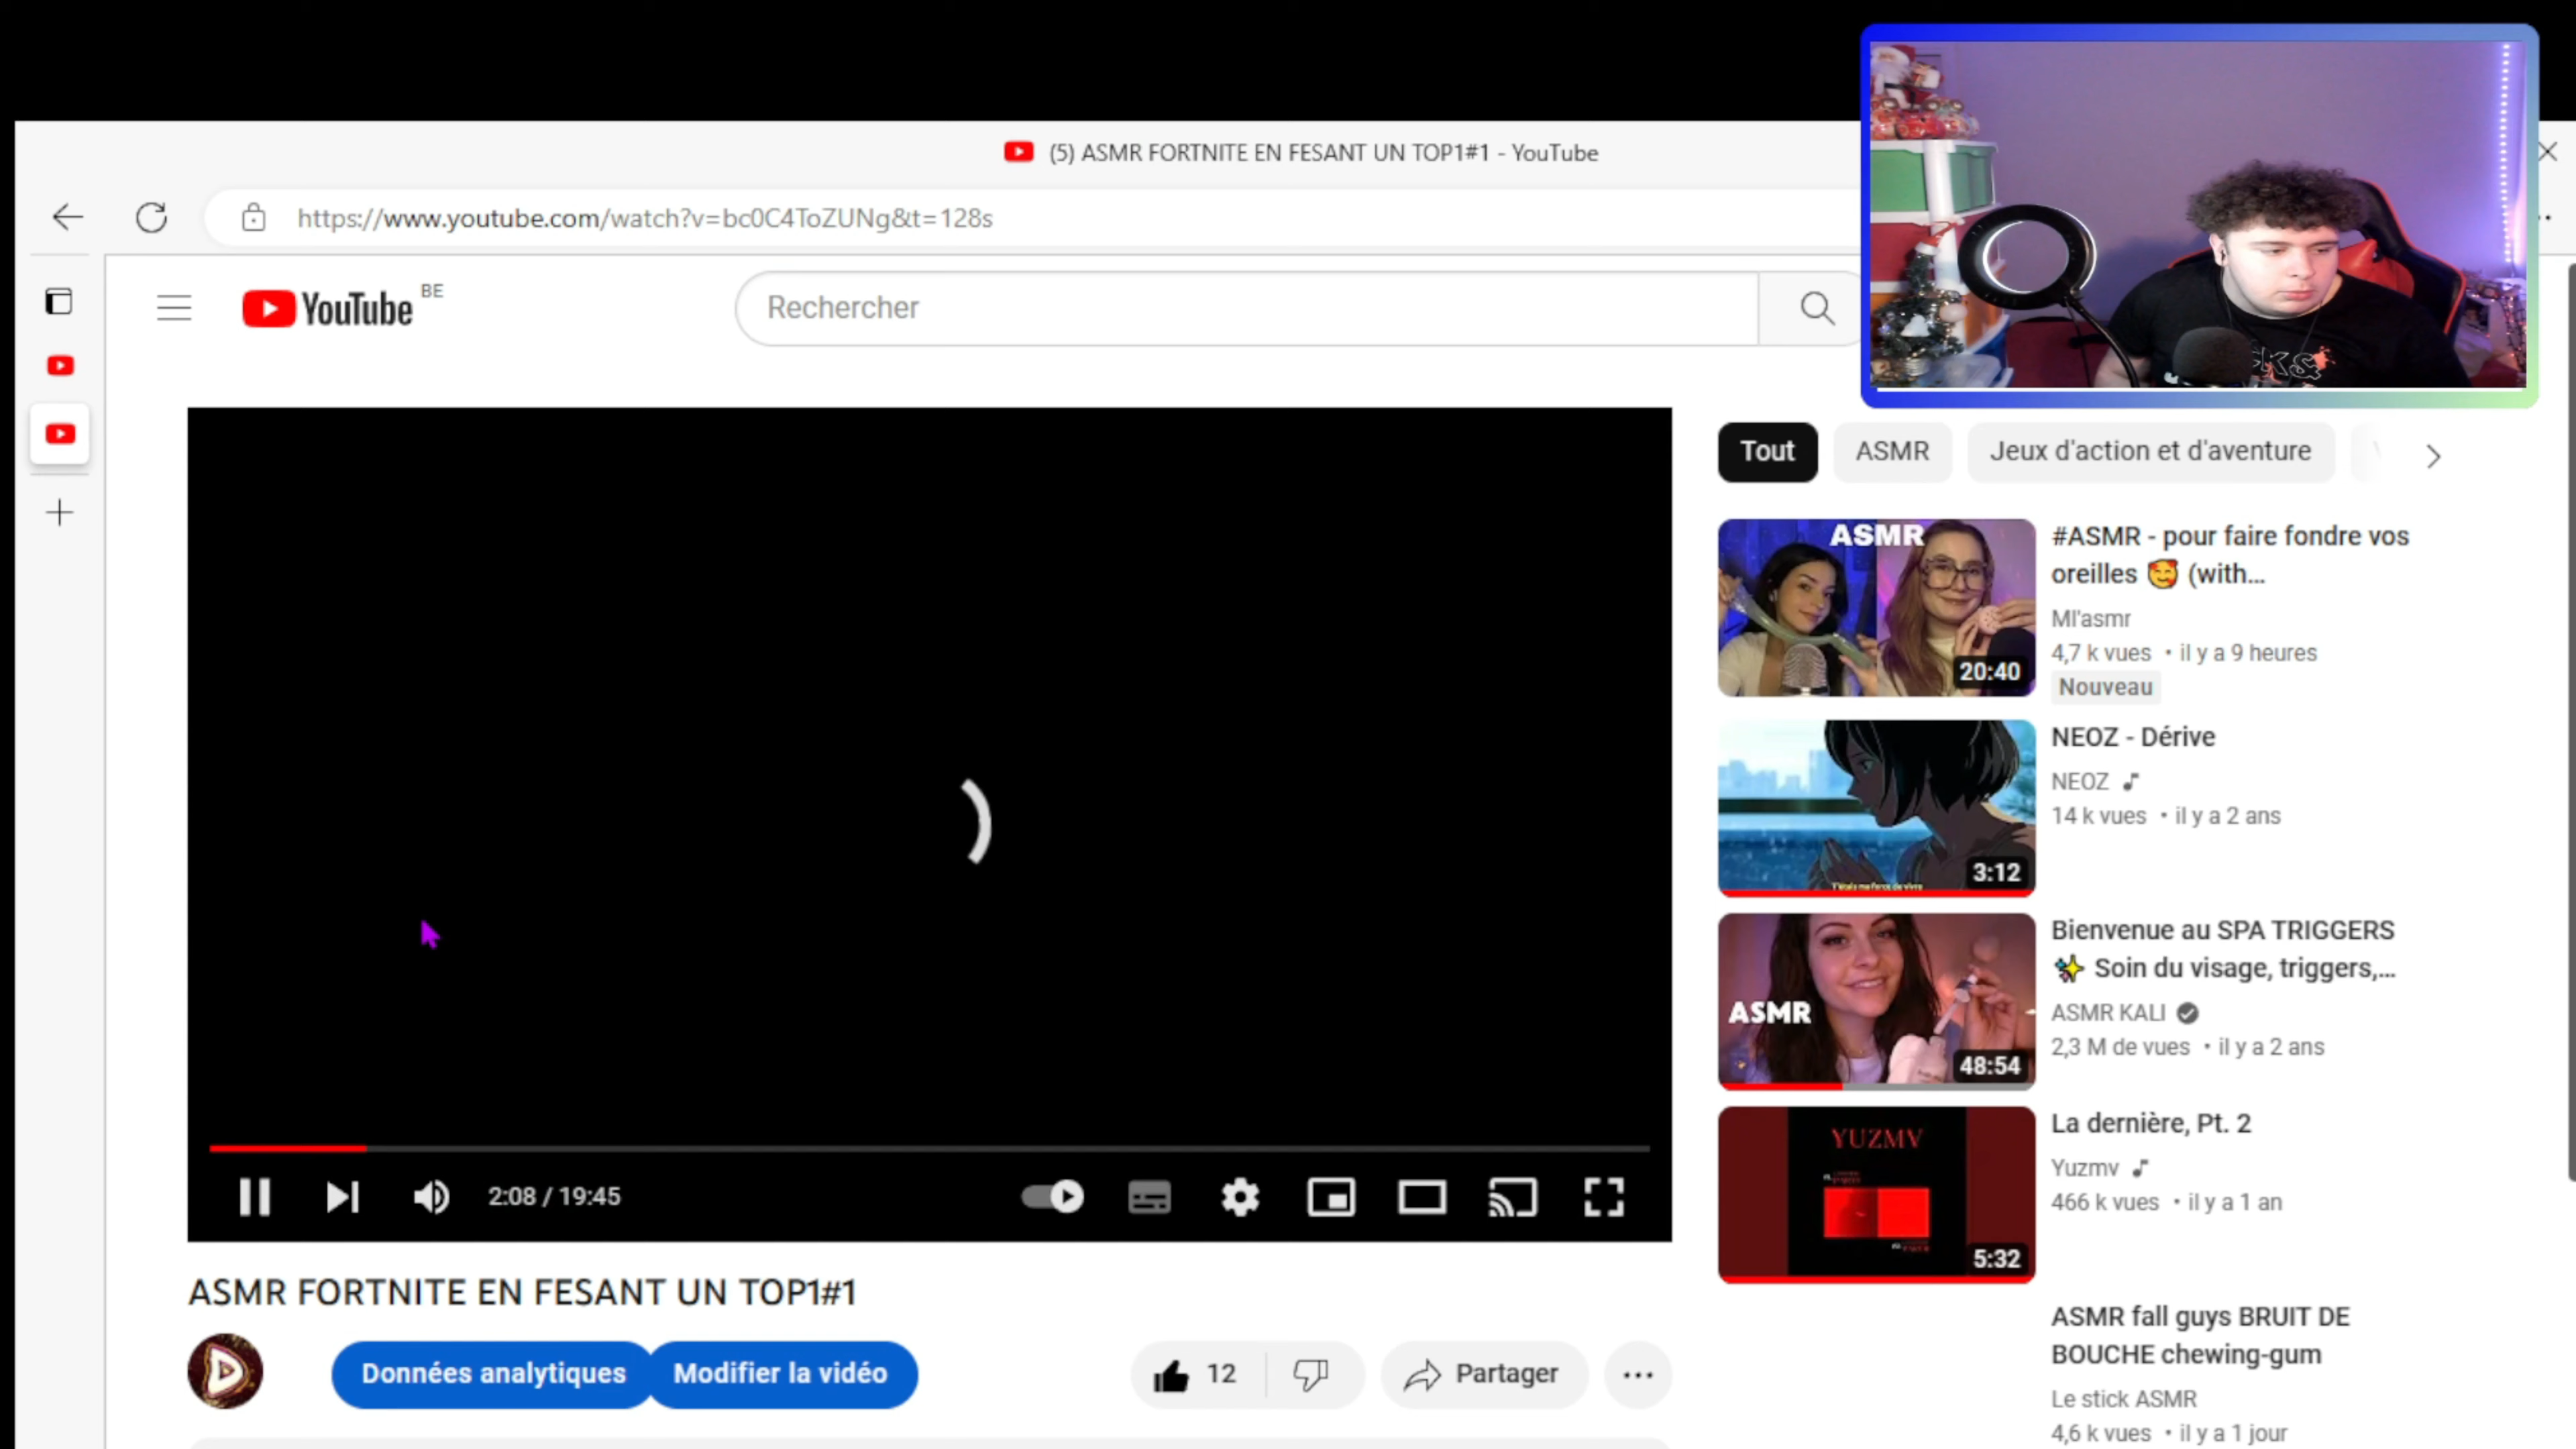 (5) ASMR FORTNITE EN FESANT UN TOP1#1 - YouTube
https://www.youtube.com/watch?v=bc0C4ToZUNg&t=128s
YouTube BE
Rechercher
Tout
ASMR
Jeux d'action et d'aventure
ASMR
20:40
#ASMR - pour faire fondre vos
oreilles 🥰 (with...
Ml'asmr
4,7 k vues • il y a 9 heures
Nouveau
3:12
NEOZ - Dérive
NEOZ
14 k vues • il y a 2 ans
ASMR
48:54
Bienvenue au SPA TRIGGERS
✨ Soin du visage, triggers,...
ASMR KALI
2,3 M de vues • il y a 2 ans
YUZMV
5:32
La dernière, Pt. 2
Yuzmv
466 k vues • il y a 1 an
ASMR fall guys BRUIT DE
BOUCHE chewing-gum
Le stick ASMR
4,6 k vues • il y a 1 jour
2:08 / 19:45
ASMR FORTNITE EN FESANT UN TOP1#1
Données analytiques
Modifier la vidéo
12
Partager